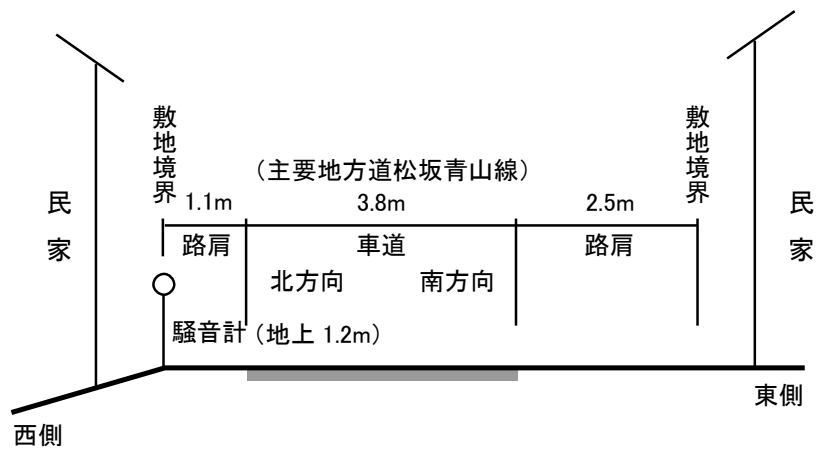 敷地境界
敷地境界
(主要地方道松坂青山線)
民家
1.1m
3.8m
2.5m
民家
路肩
車道
路肩
北方向
南方向
騒音計(地上 1.2m)
東側
西側